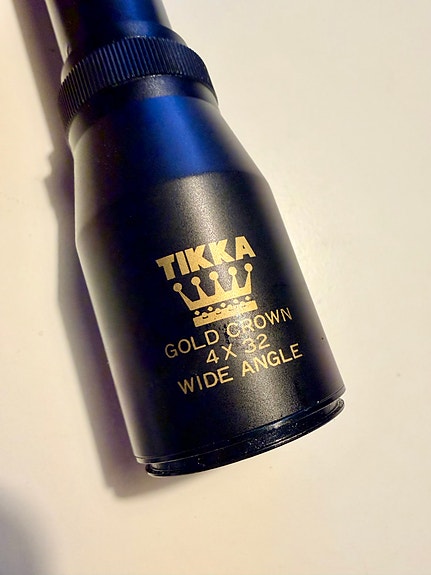 TIKKA
GOLD CROWN
4 X 32
WIDE ANGLE